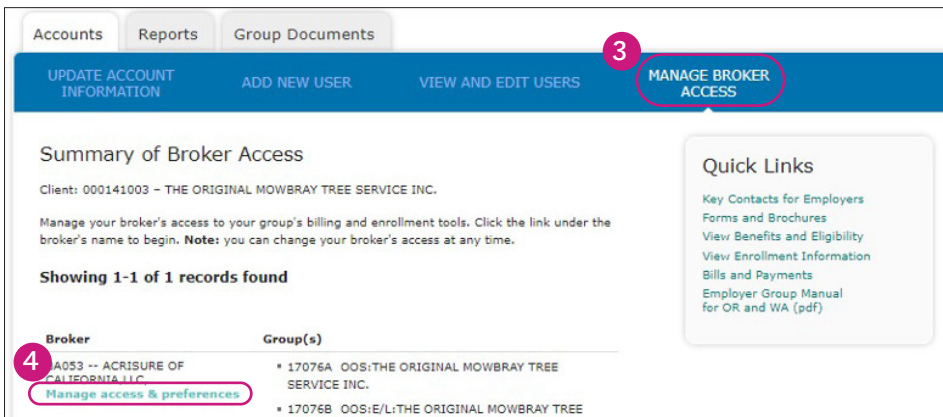 Accounts
Reports
Group Documents
3
UPDATE ACCOUNT
INFORMATION
ADD NEW USER
VIEW AND EDIT USERS
MANAGE BROKER
ACCESS
Summary of Broker Access
Client: 000141003 – THE ORIGINAL MOWBRAY TREE SERVICE INC.
Manage your broker's access to your group's billing and enrollment tools. Click the link under the
broker's name to begin. Note: you can change your broker's access at any time.
Showing 1-1 of 1 records found
Broker
Group(s)
4
-- ACRISURE OF
CALIFORNIA,LLC,
Manage access & preferences
▪ 17076A OOS:THE ORIGINAL MOWBRAY TREE
SERVICE INC.
▪ 17076B OOS:E/L:THE ORIGINAL MOWBRAY TREE
Quick Links
Key Contacts for Employers
Forms and Brochures
View Benefits and Eligibility
View Enrollment Information
Bills and Payments
Employer Group Manual
for OR and WA (pdf)